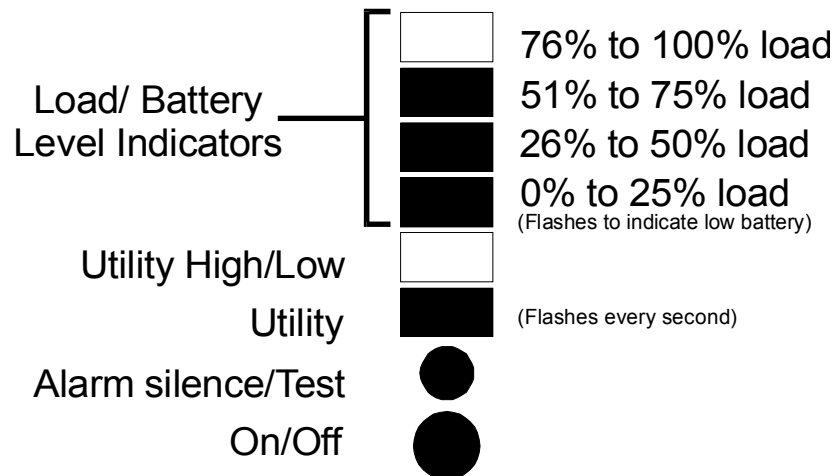 76% to 100% load
Load/ Battery
Level Indicators
51% to 75% load
26% to 50% load
0% to 25% load
(Flashes to indicate low battery)
Utility High/Low
Utility
(Flashes every second)
Alarm silence/Test
On/Off